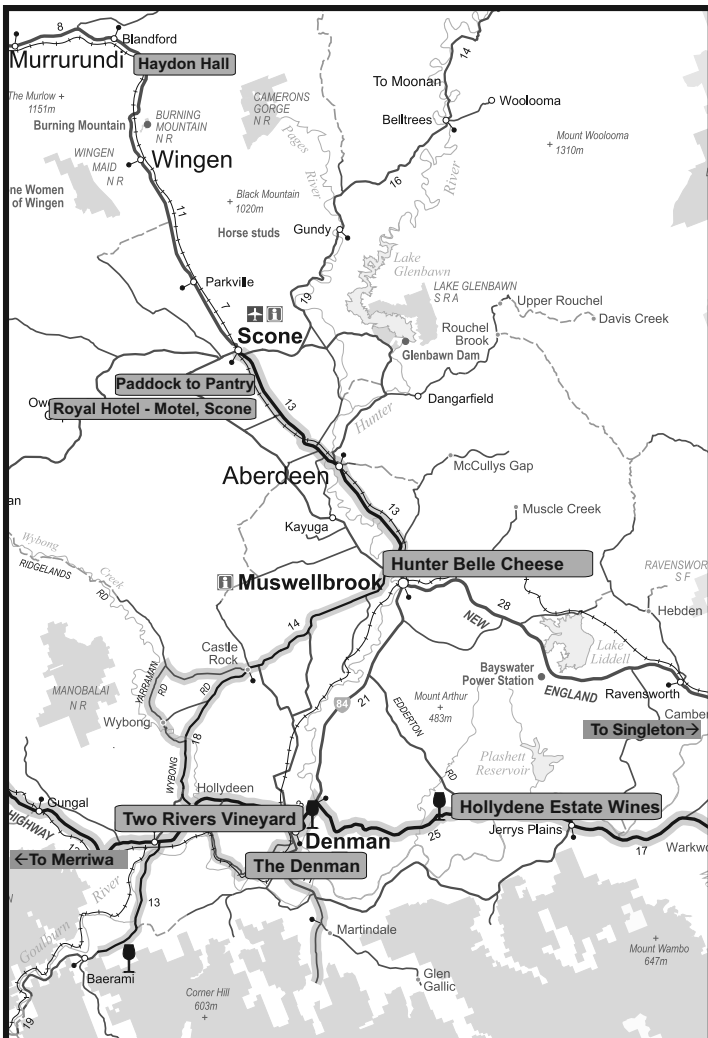 8
Blandford
Murrurundi
Haydon Hall
14
To Moonan
The Murlow +
1151m
CAMERONS
GORGE
N R
Woolooma
Burning Mountain
BURNING
MOUNTAIN
N R
Belltrees
Pages
River
+ Mount Woolooma
1310m
WINGEN
MAID
N R
Wingen
River
16
ne Women
of Wingen
+ Black Mountain
1020m
11
Horse studs
Gundy
Lake
Glenbawn
Parkville
LAKE GLENBAWN
S R A
19
7
Upper Rouchel
Davis Creek
Scone
Rouchel
Brook
Glenbawn Dam
Paddock to Pantry
Royal Hotel - Motel, Scone
13
Dangarfield
Hunter
McCullys Gap
Aberdeen
an
13
Muscle Creek
Kayuga
Wybong
Creek
RIDGELANDS
RD
Hunter Belle Cheese
RAVENSWOR
S F
Muswellbrook
28
Hebden
NEW
14
Castle
Rock
Lake
Liddell
Bayswater
Power Station
ENGLAND
Ravensworth
YARRAMAN
RD
RD
MANOBALAI
N R
84
21
EDDERTON
RD
Mount Arthur
+ 483m
Camber
To Singleton→
Wybong
18
WYBONG
Plashett
Reservoir
Hollydeen
Gungal
HIGHWAY
Two Rivers Vineyard
Hollydene Estate Wines
Denman
25
Jerrys Plains
17
Warkwo
←To Merriwa
The Denman
River
Goulburn
13
Martindale
+
Mount Wambo
647m
Baerami
Glen
Gallic
Corner Hill
603m
+
19